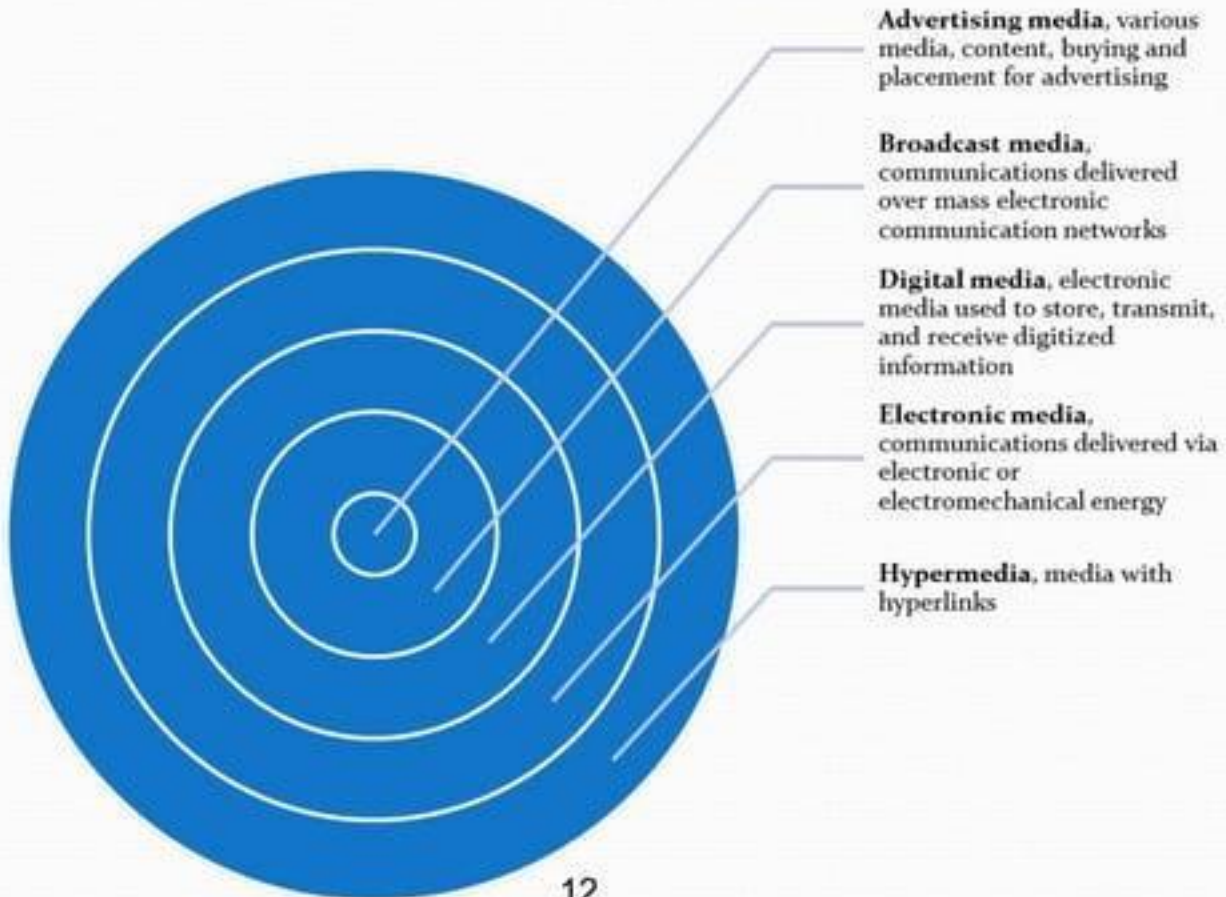 Advertising media, various
media, content, buying and
placement for advertising
Broadcast media,
communications delivered
over mass electronic
communication networks
Digital media, electronic
media used to store, transmit,
and receive digitized
information
Electronic media,
communications delivered via
electronic or
electromechanical energy
Hypermedia, media with
hyperlinks
12